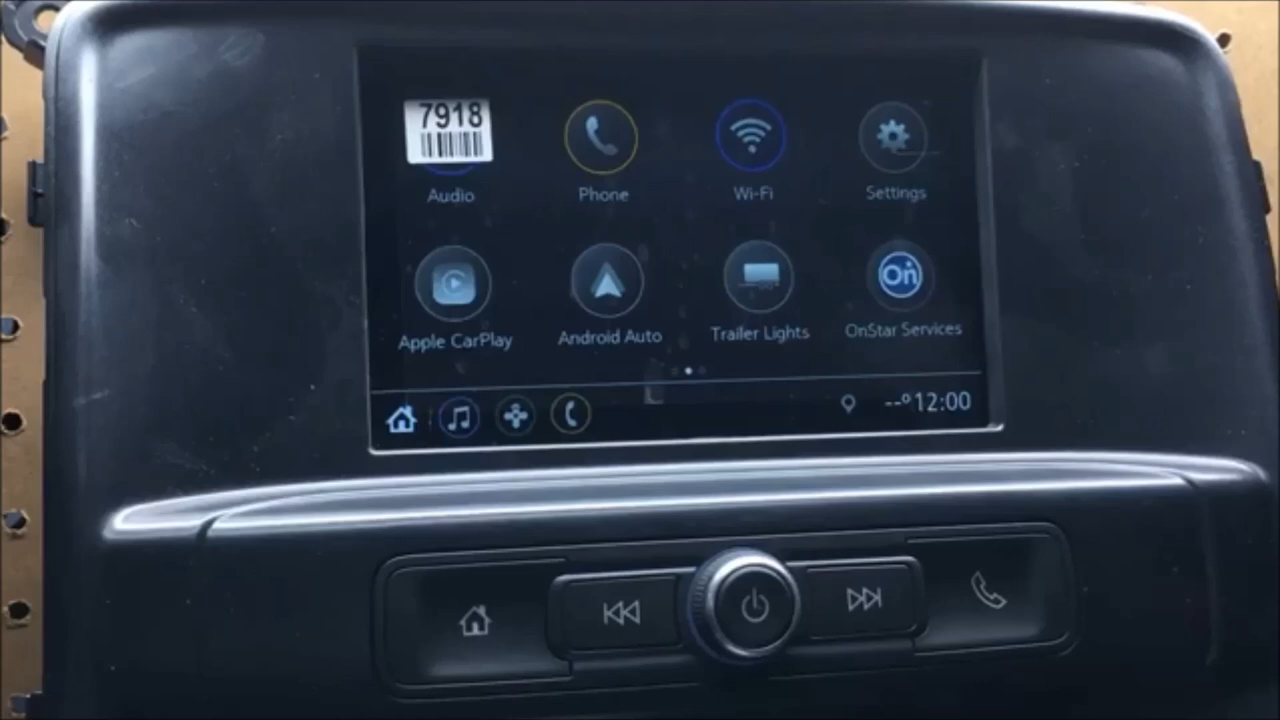 7918
Audio
Phone
Wi-Fi
Settings
Apple CarPlay
Android Auto
Trailer Lights
On
OnStar Services
--°12:00